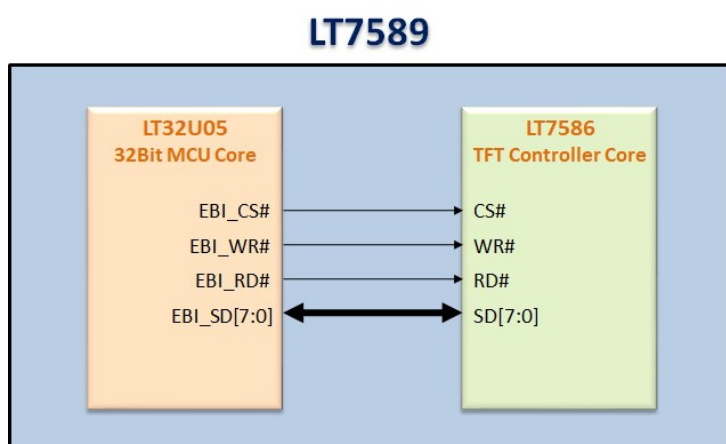 LT7589
LT32U05
32Bit MCU Core
EBI_CS#
EBI_WR#
EBI_RD#
EBI_SD[7:0]
LT7586
TFT Controller Core
CS#
WR#
RD#
SD[7:0]